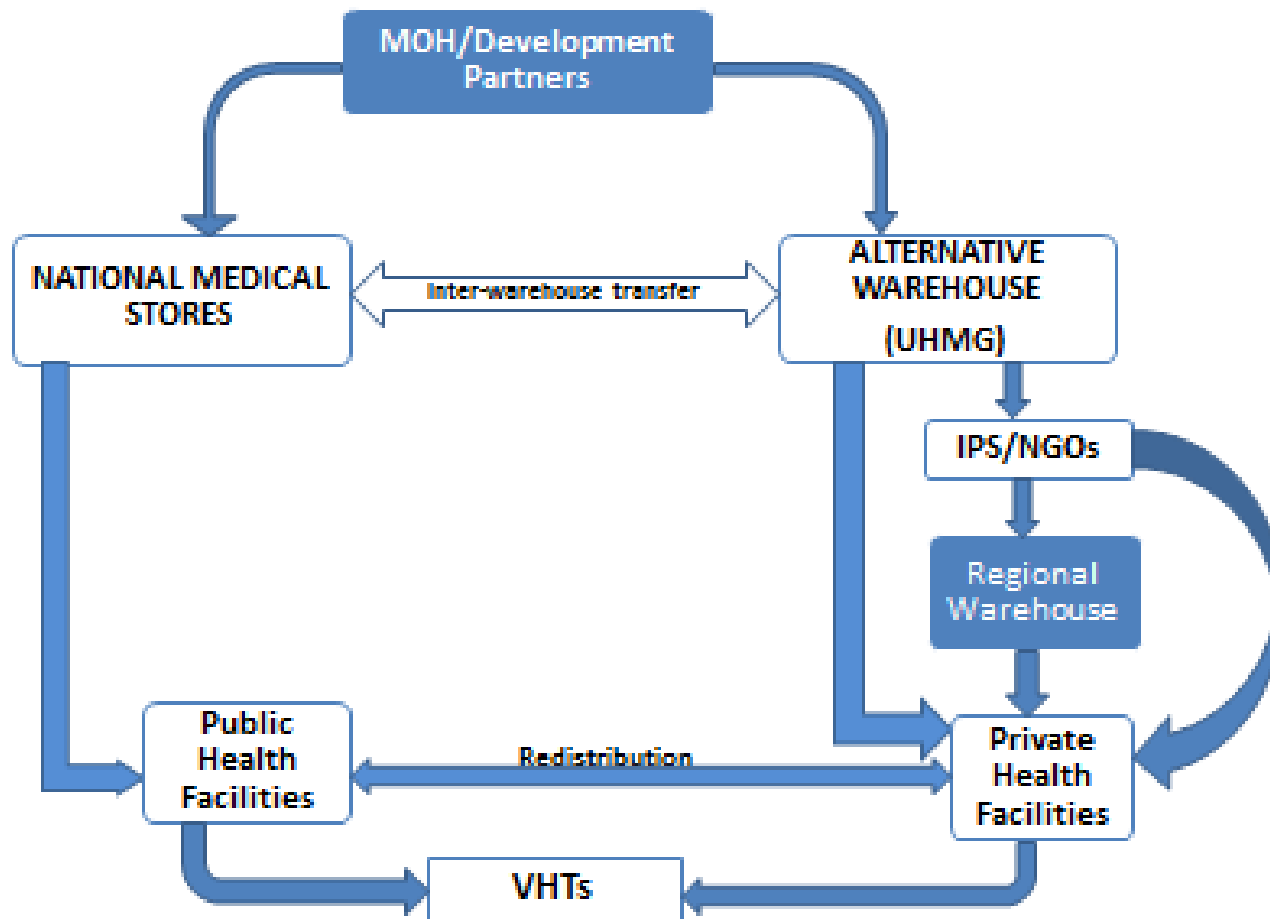 MOH/Development
Partners
NATIONAL MEDICAL
STORES
Inter-warehouse transfer
ALTERNATIVE
WAREHOUSE
(UHMG)
IPS/NGOs
Regional
Warehouse
Public
Health
Facilities
Redistribution
Private
Health
Facilities
VHTs